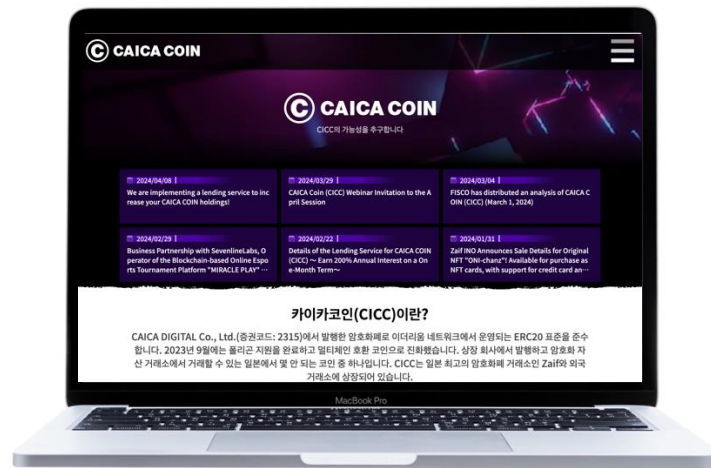 CAICA COIN
CAICA COIN
CICC의 가능성을 추구합니다
2024/04/08
We are implementing a lending service to inc
rease your CAICA COIN holdings!
2024/03/29
CAICA Coin (CICC) Webinar Invitation to the A
pril Session
2024/03/04
FISCO has distributed an analysis of CAICA C
OIN (CICC) (March 1, 2024)
2024/02/29
Business Partnership with SevenlineLabs, O
perator of the Blockchain-based Online Espo
rts Tournament Platform "MIRACLE PLAY" ···
2024/02/22
Details of the Lending Service for CAICA COIN
(CICC) ～ Earn 200% Annual Interest on a On
e-Month Term～
2024/01/31
Zaif INO Announces Sale Details for Original
NFT "ONI-chanz"! Available for purchase as
NFT cards, with support for credit card an···
카이카코인(CICC)이란?
CAICA DIGITAL Co., Ltd.(증권코드: 2315)에서 발행한 암호화폐로 이더리움 네트워크에서 운영되는 ERC20 표준을 준수
합니다. 2023년 9월에는 폴리곤 지원을 완료하고 멀티체인 호환 코인으로 진화했습니다. 상장 회사에서 발행하고 암호화 자
산 거래소에서 거래할 수 있는 일본에서 몇 안 되는 코인 중 하나입니다. CICC는 일본 최고의 암호화폐 거래소인 Zaif와 외국
거래소에 상장되어 있습니다.
MacBook Pro